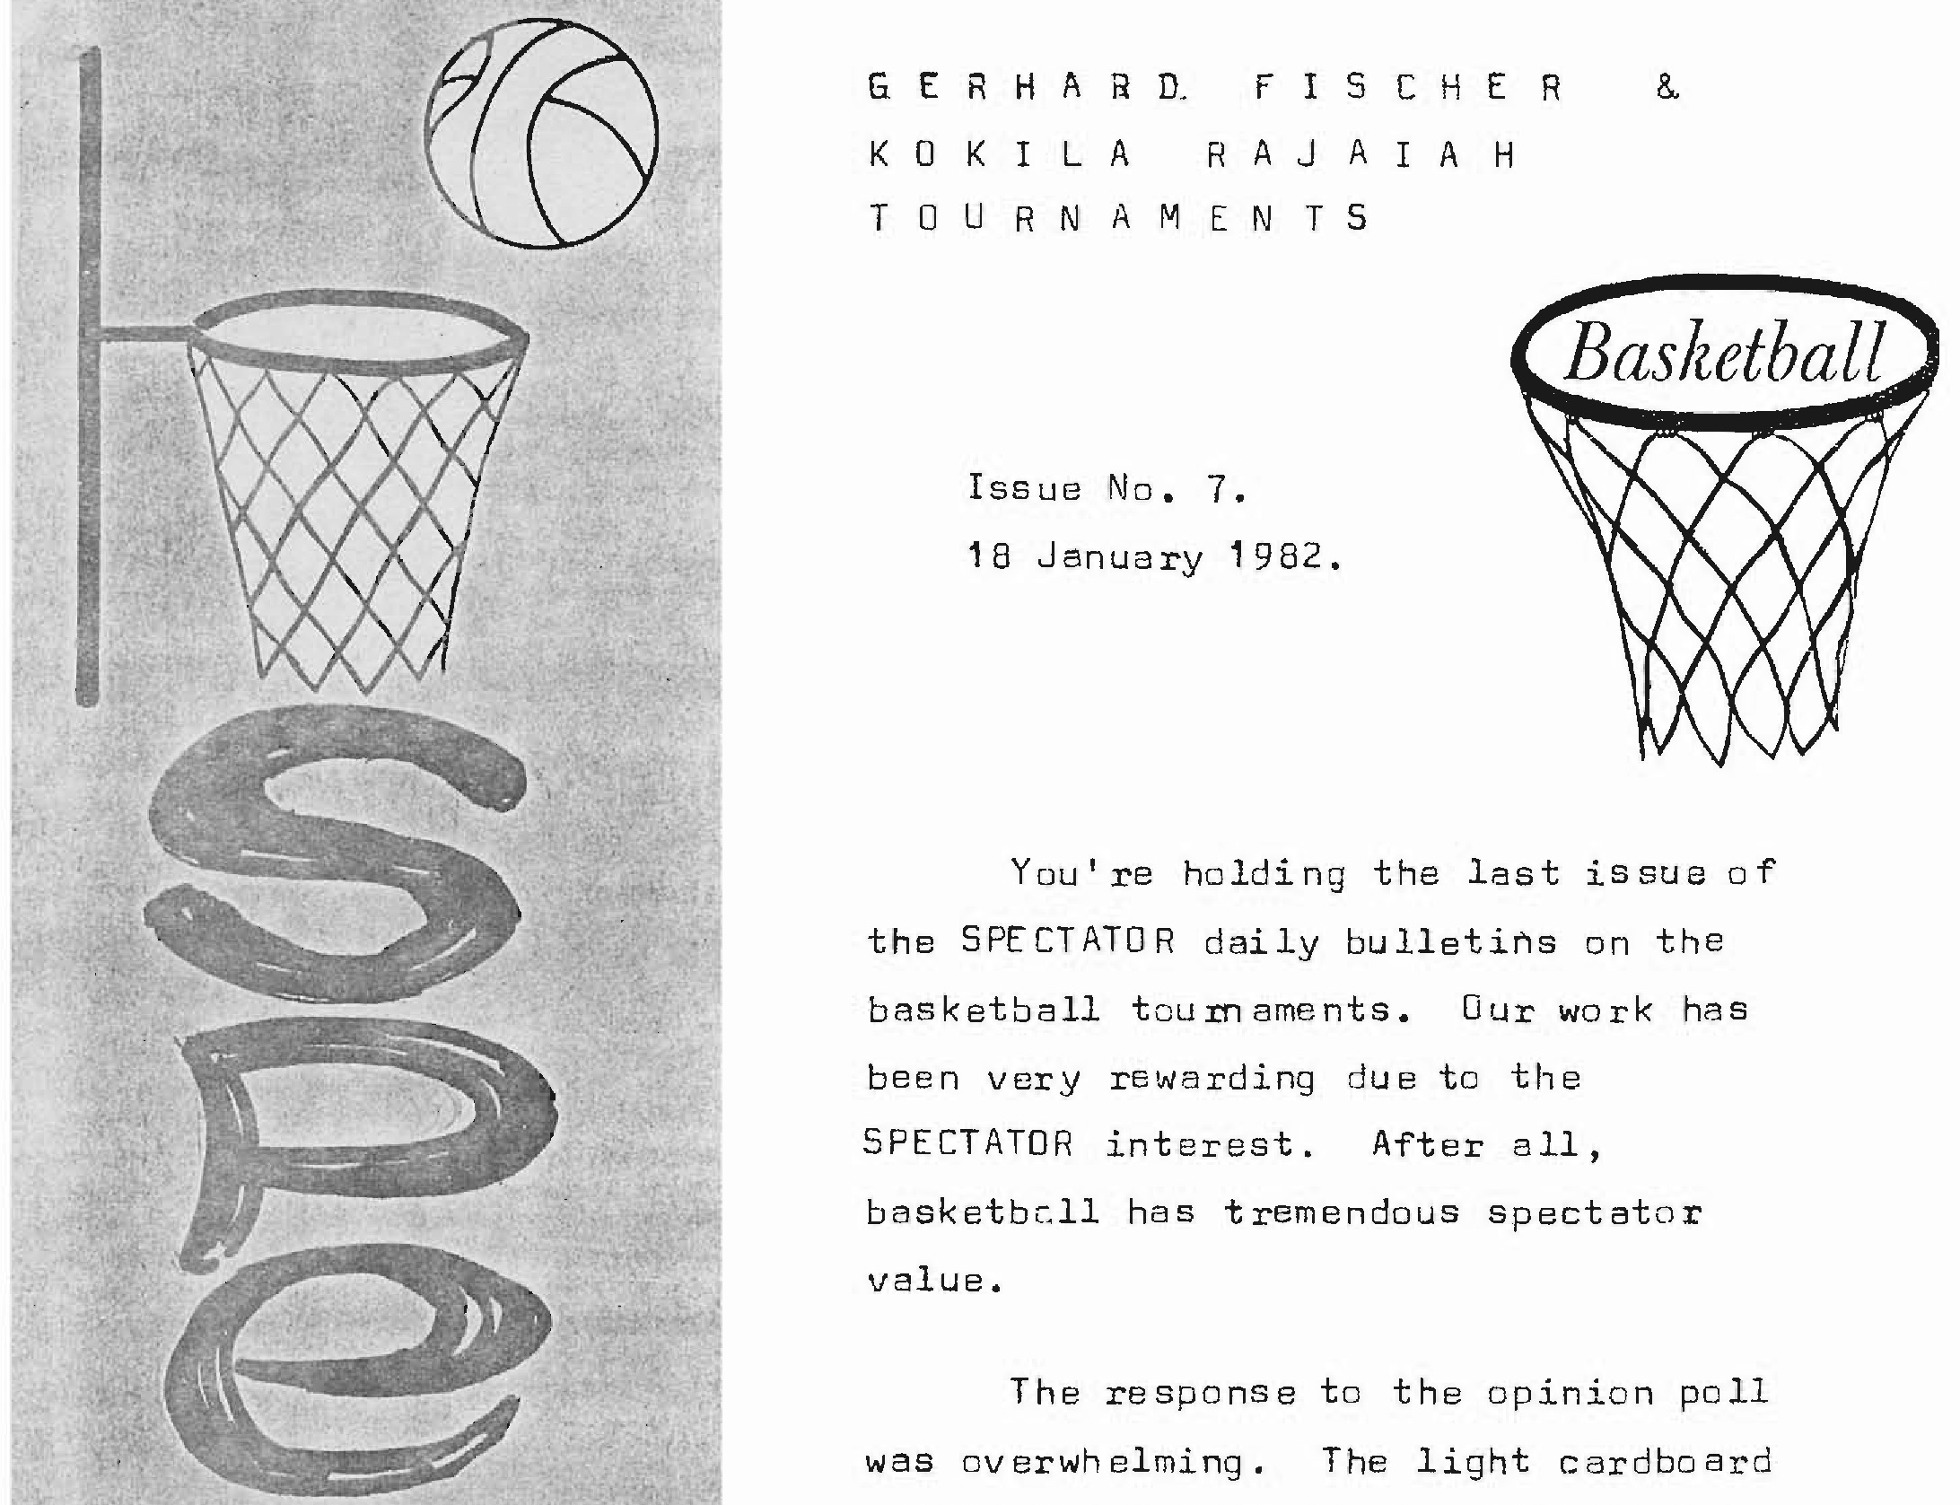 Spe
GERHARD. FISCHER &
KOKILA RAJAIAH
TOURNAMENTS
Basketball
Issue No. 7.
18 January 1982.
You're holding the last issue of
the SPECTATOR daily bulletins on the
basketball tournaments. Our work has
been very rewarding due to the
SPECTATOR interest. After all,
basketball has tremendous spectator
value.
The response to the opinion poll
was overwhelming. The light cardboard